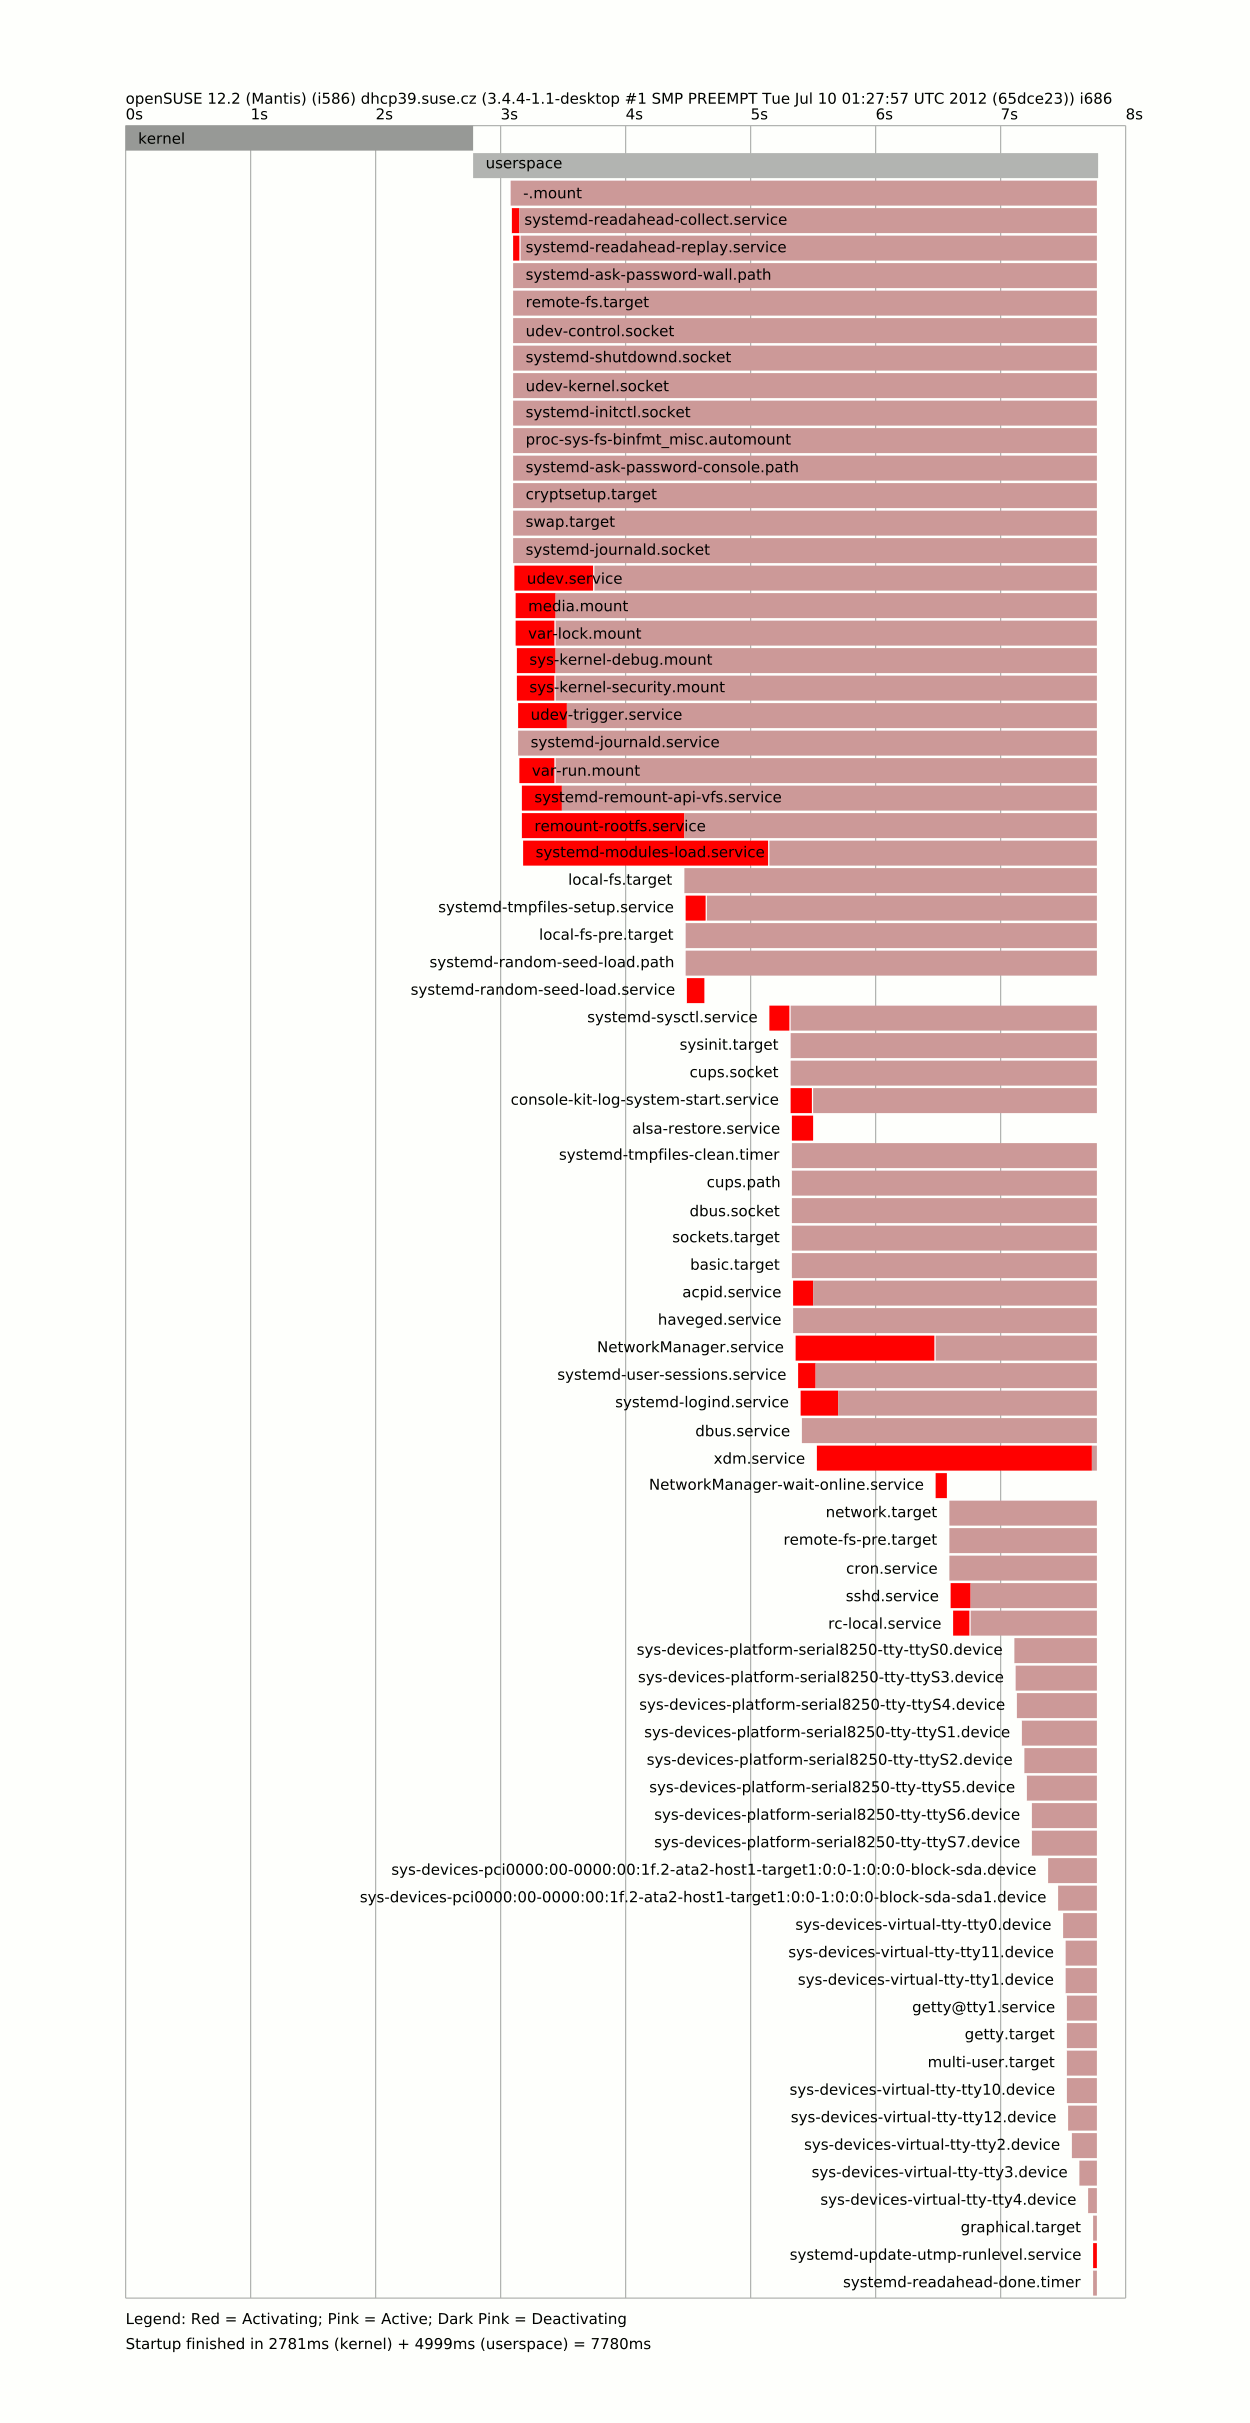 openSUSE 12.2 (Mantis) (i586) dhcp39.suse.cz (3.4.4-1.1-desktop #1 SMP PREEMPT Tue Jul 10 01:27:57 UTC 2012 (65dce23)) i686
0s 1s 2s 3s 4s 5s 6s 7s 8s
kernel
userspace
-.mount
systemd-readahead-collect.service
systemd-readahead-replay.service
systemd-ask-password-wall.path
remote-fs.target
udev-control.socket
systemd-shutdownd.socket
udev-kernel.socket
systemd-initctl.socket
proc-sys-fs-binfmt_misc.automount
systemd-ask-password-console.path
cryptsetup.target
swap.target
systemd-journald.socket
udev.service
media.mount
var-lock.mount
sys-kernel-debug.mount
sys-kernel-security.mount
udev-trigger.service
systemd-journald.service
var-run.mount
systemd-remount-api-vfs.service
remount-rootfs.service
systemd-modules-load.service
local-fs.target
systemd-tmpfiles-setup.service
local-fs-pre.target
systemd-random-seed-load.path
systemd-random-seed-load.service
systemd-sysctl.service
sysinit.target
cups.socket
console-kit-log-system-start.service
alsa-restore.service
systemd-tmpfiles-clean.timer
cups.path
dbus.socket
sockets.target
basic.target
acpid.service
haveged.service
NetworkManager.service
systemd-user-sessions.service
systemd-logind.service
dbus.service
xdm.service
NetworkManager-wait-online.service
network.target
remote-fs-pre.target
cron.service
sshd.service
rc-local.service
sys-devices-platform-serial8250-tty-ttyS0.device
sys-devices-platform-serial8250-tty-ttyS3.device
sys-devices-platform-serial8250-tty-ttyS4.device
sys-devices-platform-serial8250-tty-ttyS1.device
sys-devices-platform-serial8250-tty-ttyS2.device
sys-devices-platform-serial8250-tty-ttyS5.device
sys-devices-platform-serial8250-tty-ttyS6.device
sys-devices-platform-serial8250-tty-ttyS7.device
sys-devices-pci0000:00-0000:00:1f.2-ata2-host1-target1:0:0-1:0:0:0-block-sda.device
sys-devices-pci0000:00-0000:00:1f.2-ata2-host1-target1:0:0-1:0:0:0-block-sda-sda1.device
sys-devices-virtual-tty-tty0.device
sys-devices-virtual-tty-tty11.device
sys-devices-virtual-tty-tty1.device
getty@tty1.service
getty.target
multi-user.target
sys-devices-virtual-tty-tty10.device
sys-devices-virtual-tty-tty12.device
sys-devices-virtual-tty-tty2.device
sys-devices-virtual-tty-tty3.device
sys-devices-virtual-tty-tty4.device
graphical.target
systemd-update-utmp-runlevel.service
systemd-readahead-done.timer
Legend: Red = Activating; Pink = Active; Dark Pink = Deactivating
Startup finished in 2781ms (kernel) + 4999ms (userspace) = 7780ms